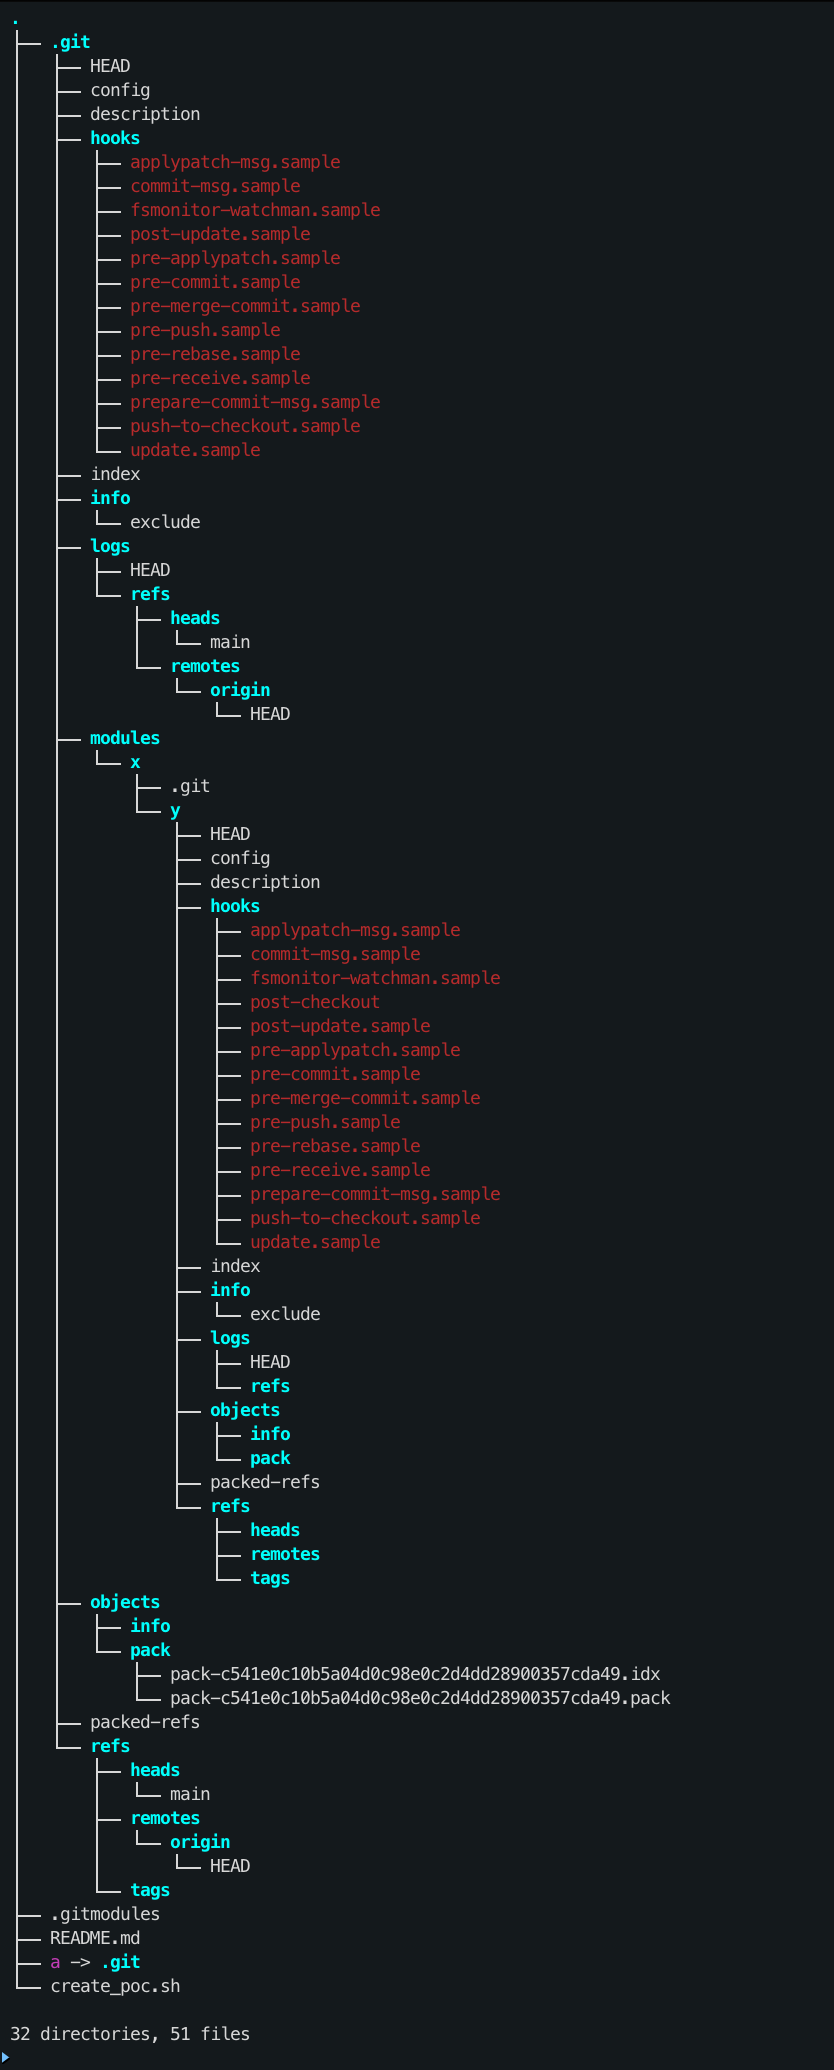 .
├── .git
│   ├── HEAD
│   ├── config
│   ├── description
│   ├── hooks
│   │   ├── applypatch-msg.sample
│   │   ├── commit-msg.sample
│   │   ├── fsmonitor-watchman.sample
│   │   ├── post-update.sample
│   │   ├── pre-applypatch.sample
│   │   ├── pre-commit.sample
│   │   ├── pre-merge-commit.sample
│   │   ├── pre-push.sample
│   │   ├── pre-rebase.sample
│   │   ├── pre-receive.sample
│   │   ├── prepare-commit-msg.sample
│   │   ├── push-to-checkout.sample
│   │   └── update.sample
│   ├── index
│   ├── info
│   │   └── exclude
│   ├── logs
│   │   ├── HEAD
│   │   └── refs
│   │       ├── heads
│   │       │   └── main
│   │       └── remotes
│   │           └── origin
│   │               └── HEAD
│   ├── modules
│   │   └── x
│   │       ├── .git
│   │       └── y
│   │           ├── HEAD
│   │           ├── config
│   │           ├── description
│   │           ├── hooks
│   │           │   ├── applypatch-msg.sample
│   │           │   ├── commit-msg.sample
│   │           │   ├── fsmonitor-watchman.sample
│   │           │   ├── post-checkout
│   │           │   ├── post-update.sample
│   │           │   ├── pre-applypatch.sample
│   │           │   ├── pre-commit.sample
│   │           │   ├── pre-merge-commit.sample
│   │           │   ├── pre-push.sample
│   │           │   ├── pre-rebase.sample
│   │           │   ├── pre-receive.sample
│   │           │   ├── prepare-commit-msg.sample
│   │           │   ├── push-to-checkout.sample
│   │           │   └── update.sample
│   │           ├── index
│   │           ├── info
│   │           │   └── exclude
│   │           ├── logs
│   │           │   ├── HEAD
│   │           │   └── refs
│   │           ├── objects
│   │           │   ├── info
│   │           │   └── pack
│   │           ├── packed-refs
│   │           └── refs
│   │               ├── heads
│   │               ├── remotes
│   │               └── tags
│   ├── objects
│   │   ├── info
│   │   └── pack
│   │       ├── pack-c541e0c10b5a04d0c98e0c2d4dd28900357cda49.idx
│   │       └── pack-c541e0c10b5a04d0c98e0c2d4dd28900357cda49.pack
│   ├── packed-refs
│   └── refs
│       ├── heads
│       │   └── main
│       ├── remotes
│       │   └── origin
│       │       └── HEAD
│       └── tags
├── .gitmodules
├── README.md
├── a -> .git
└── create_poc.sh
32 directories, 51 files